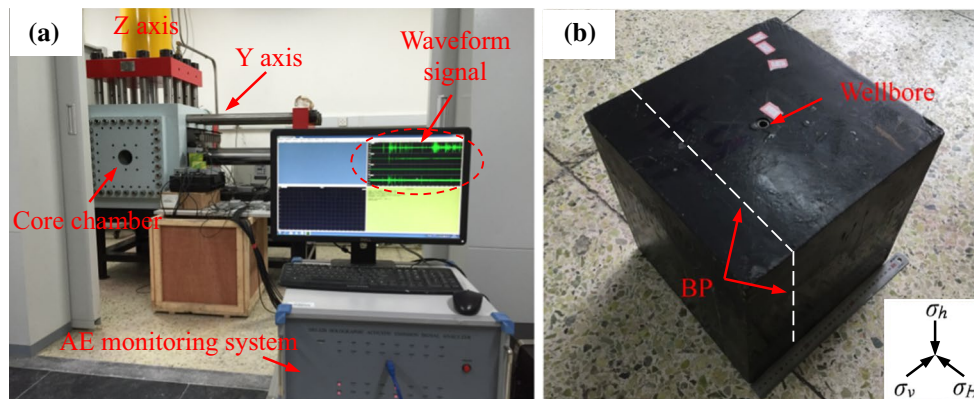 (a)
Z axis
Y axis
Waveform
signal
Core chamber
AE monitoring system
(b)
Wellbore
BP
σh
σv
σH